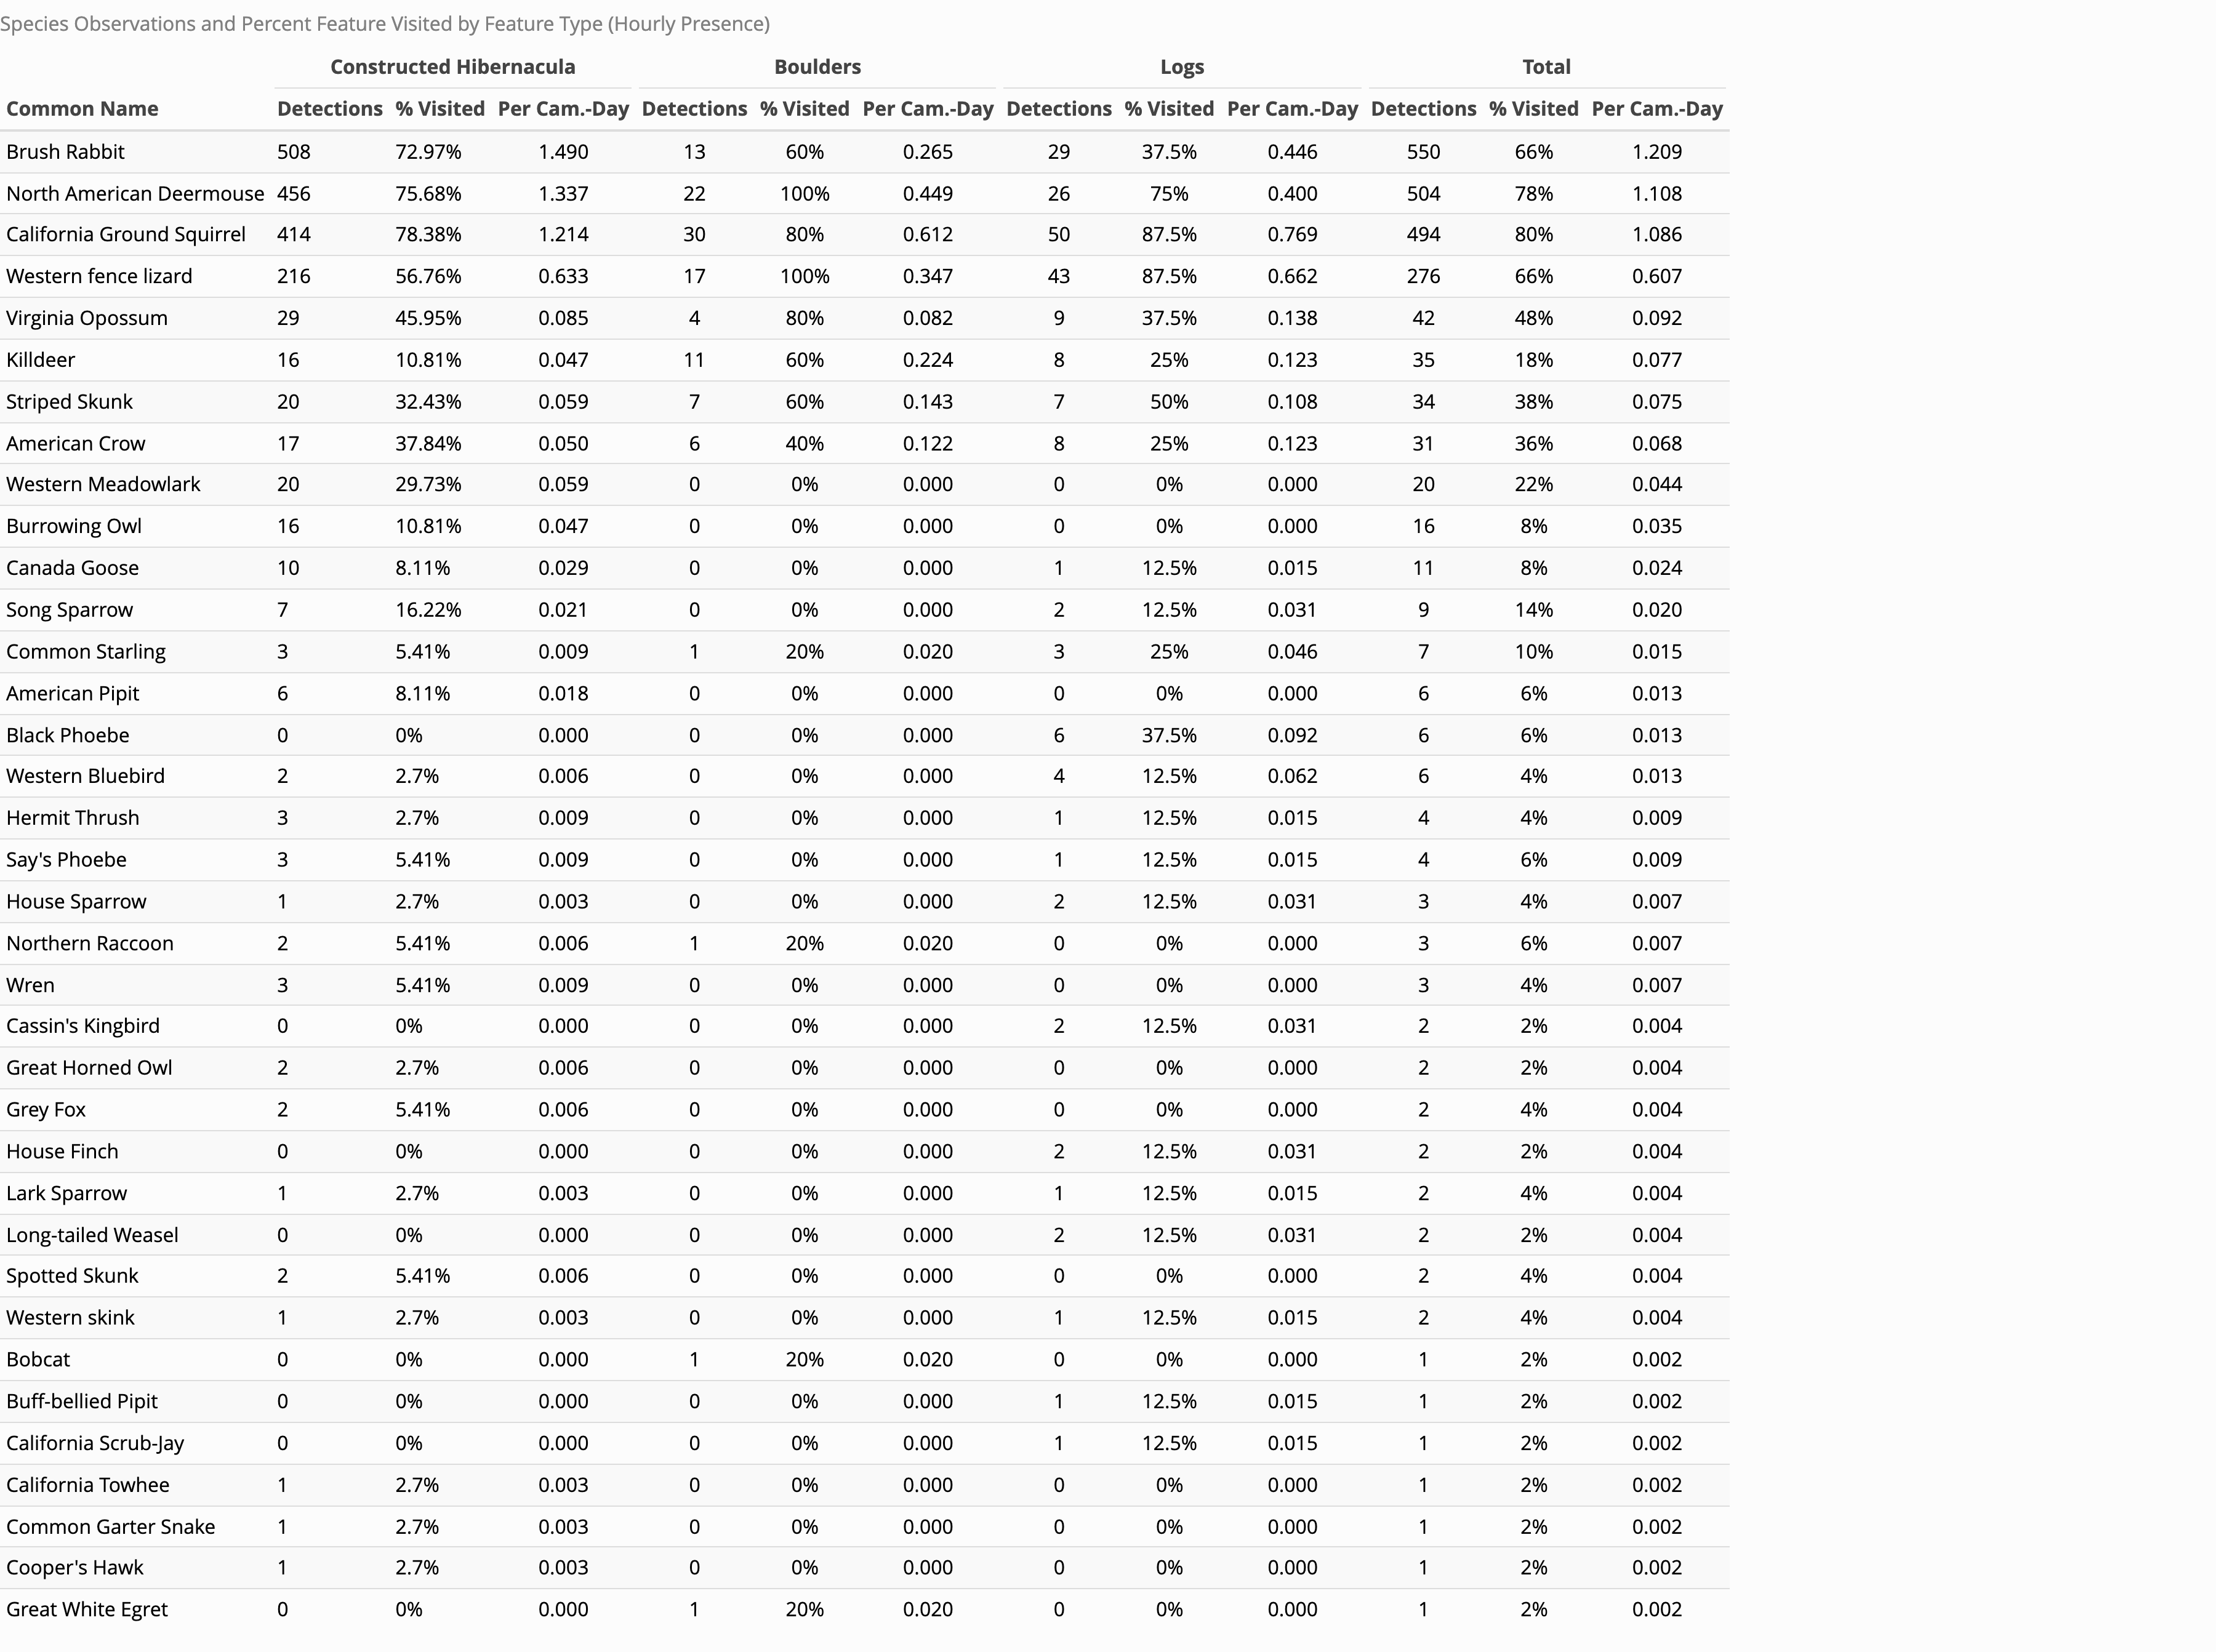 Species Observations and Percent Feature Visited by Feature Type (Hourly Presence)
Constructed Hibernacula Boulders Logs Total
Common Name Detections % Visited Per Cam.-Day Detections % Visited Per Cam.-Day Detections % Visited Per Cam.-Day Detections % Visited Per Cam.-Day
Brush Rabbit 508 72.97% 1.490 13 60% 0.265 29 37.5% 0.446 550 66% 1.209
North American Deermouse 456 75.68% 1.337 22 100% 0.449 26 75% 0.400 504 78% 1.108
California Ground Squirrel 414 78.38% 1.214 30 80% 0.612 50 87.5% 0.769 494 80% 1.086
Western fence lizard 216 56.76% 0.633 17 100% 0.347 43 87.5% 0.662 276 66% 0.607
Virginia Opossum 29 45.95% 0.085 4 80% 0.082 9 37.5% 0.138 42 48% 0.092
Killdeer 16 10.81% 0.047 11 60% 0.224 8 25% 0.123 35 18% 0.077
Striped Skunk 20 32.43% 0.059 7 60% 0.143 7 50% 0.108 34 38% 0.075
American Crow 17 37.84% 0.050 6 40% 0.122 8 25% 0.123 31 36% 0.068
Western Meadowlark 20 29.73% 0.059 0 0% 0.000 0 0% 0.000 20 22% 0.044
Burrowing Owl 16 10.81% 0.047 0 0% 0.000 0 0% 0.000 16 8% 0.035
Canada Goose 10 8.11% 0.029 0 0% 0.000 1 12.5% 0.015 11 8% 0.024
Song Sparrow 7 16.22% 0.021 0 0% 0.000 2 12.5% 0.031 9 14% 0.020
Common Starling 3 5.41% 0.009 1 20% 0.020 3 25% 0.046 7 10% 0.015
American Pipit 6 8.11% 0.018 0 0% 0.000 0 0% 0.000 6 6% 0.013
Black Phoebe 0 0% 0.000 0 0% 0.000 6 37.5% 0.092 6 6% 0.013
Western Bluebird 2 2.7% 0.006 0 0% 0.000 4 12.5% 0.062 6 4% 0.013
Hermit Thrush 3 2.7% 0.009 0 0% 0.000 1 12.5% 0.015 4 4% 0.009
Say's Phoebe 3 5.41% 0.009 0 0% 0.000 1 12.5% 0.015 4 6% 0.009
House Sparrow 1 2.7% 0.003 0 0% 0.000 2 12.5% 0.031 3 4% 0.007
Northern Raccoon 2 5.41% 0.006 1 20% 0.020 0 0% 0.000 3 6% 0.007
Wren 3 5.41% 0.009 0 0% 0.000 0 0% 0.000 3 4% 0.007
Cassin's Kingbird 0 0% 0.000 0 0% 0.000 2 12.5% 0.031 2 2% 0.004
Great Horned Owl 2 2.7% 0.006 0 0% 0.000 0 0% 0.000 2 2% 0.004
Grey Fox 2 5.41% 0.006 0 0% 0.000 0 0% 0.000 2 4% 0.004
House Finch 0 0% 0.000 0 0% 0.000 2 12.5% 0.031 2 2% 0.004
Lark Sparrow 1 2.7% 0.003 0 0% 0.000 1 12.5% 0.015 2 4% 0.004
Long-tailed Weasel 0 0% 0.000 0 0% 0.000 2 12.5% 0.031 2 2% 0.004
Spotted Skunk 2 5.41% 0.006 0 0% 0.000 0 0% 0.000 2 4% 0.004
Western skink 1 2.7% 0.003 0 0% 0.000 1 12.5% 0.015 2 4% 0.004
Bobcat 0 0% 0.000 1 20% 0.020 0 0% 0.000 1 2% 0.002
Buff-bellied Pipit 0 0% 0.000 0 0% 0.000 1 12.5% 0.015 1 2% 0.002
California Scrub-Jay 0 0% 0.000 0 0% 0.000 1 12.5% 0.015 1 2% 0.002
California Towhee 1 2.7% 0.003 0 0% 0.000 0 0% 0.000 1 2% 0.002
Common Garter Snake 1 2.7% 0.003 0 0% 0.000 0 0% 0.000 1 2% 0.002
Cooper's Hawk 1 2.7% 0.003 0 0% 0.000 0 0% 0.000 1 2% 0.002
Great White Egret 0 0% 0.000 1 20% 0.020 0 0% 0.000 1 2% 0.002